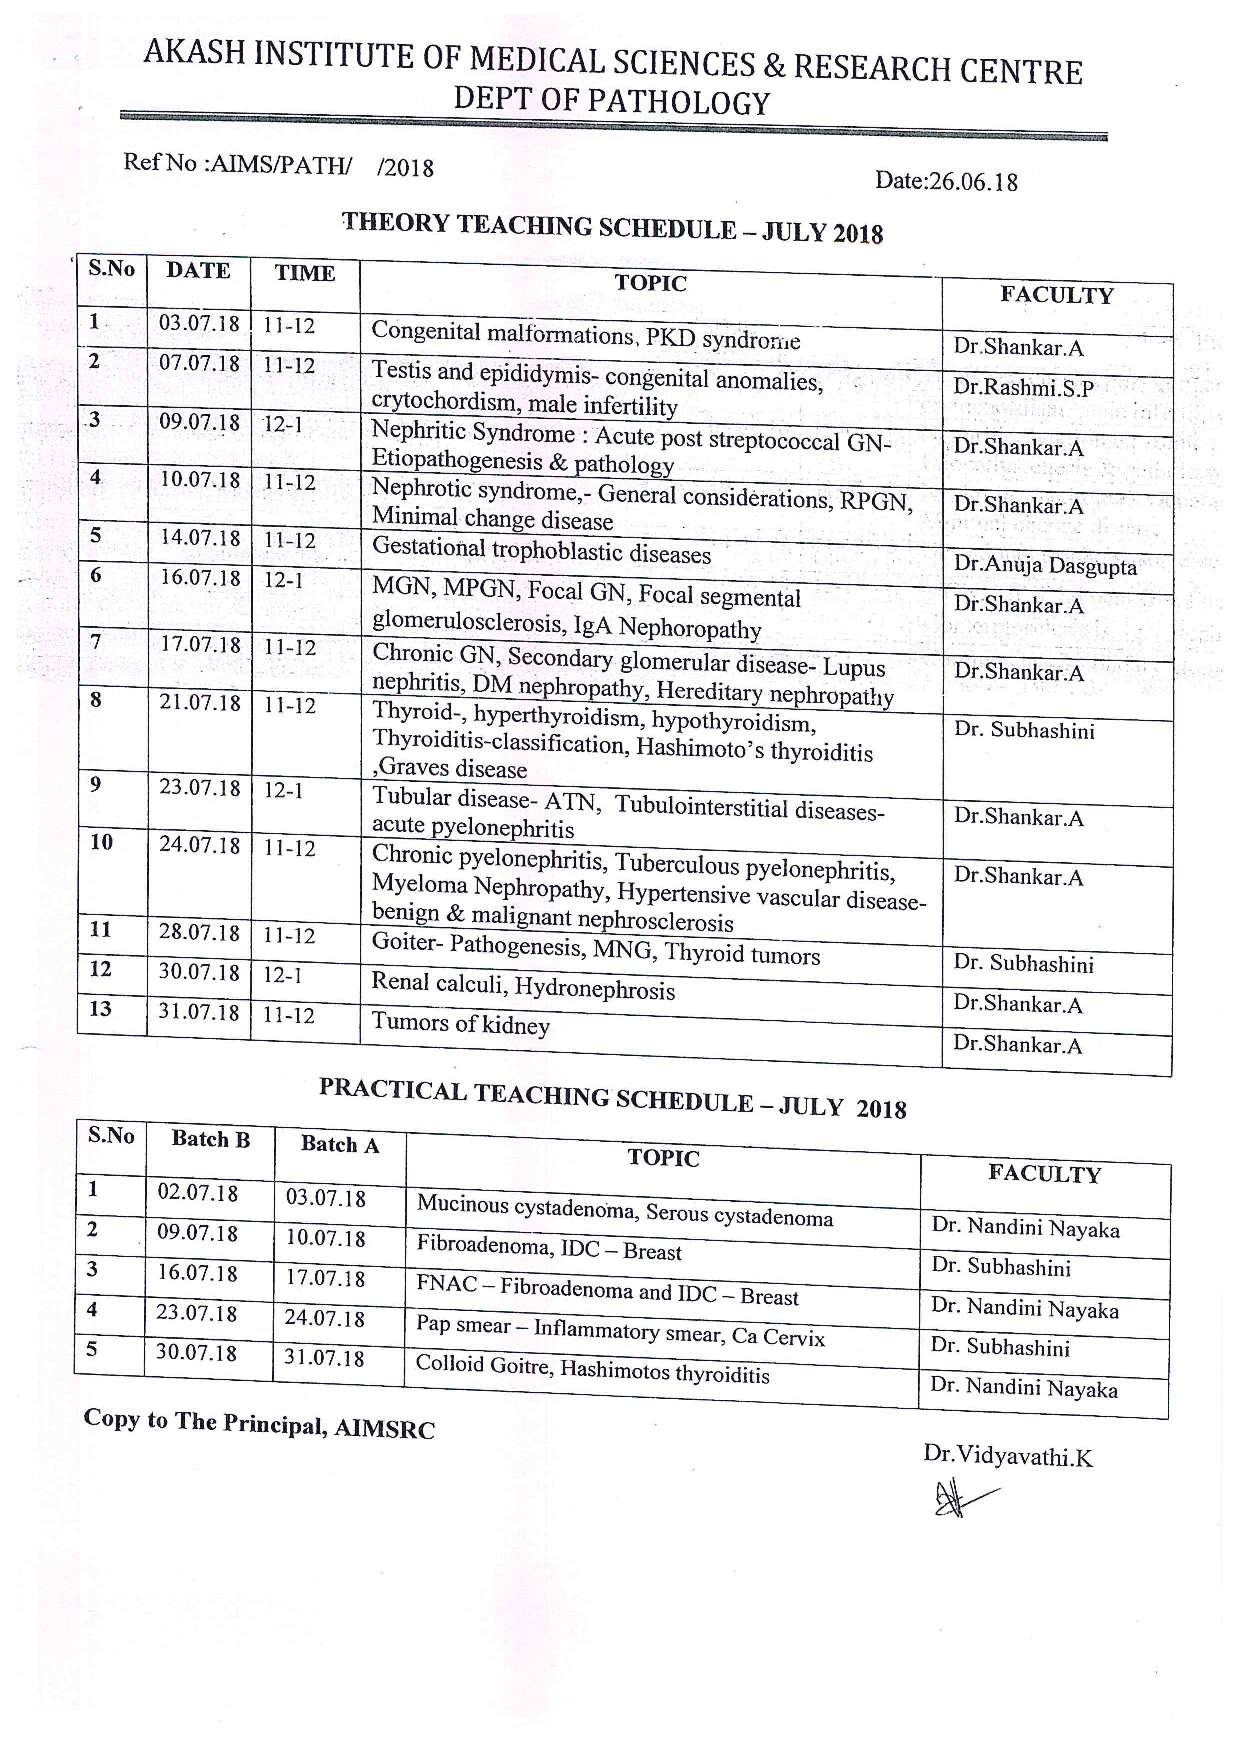 AKASH INSTITUTE OF MEDICAL SCIENCES & RESEARCH CENTRE
DEPT OF PATHOLOGY
Ref No :AIMS/PATH/ /2018
Date:26.06.18
THEORY TEACHING SCHEDULE – JULY 2018
S.No DATE TIME TOPIC FACULTY
1 03.07.18 11-12 Congenital malformations, PKD syndrome Dr.Shankar.A
2 07.07.18 11-12 Testis and epididymis- congenital anomalies, Dr.Rashmi.S.P
crytochordism, male infertility
3 09.07.18 12-1 Nephritic Syndrome : Acute post streptococcal GN- Dr.Shankar.A
Etiopathogenesis & pathology
4 10.07.18 11-12 Nephrotic syndrome,- General considerations, RPGN, Dr.Shankar.A
Minimal change disease
5 14.07.18 11-12 Gestational trophoblastic diseases Dr.Anuja Dasgupta
6 16.07.18 12-1 MGN, MPGN, Focal GN, Focal segmental Dr.Shankar.A
glomerulosclerosis, IgA Nephoropathy
7 17.07.18 11-12 Chronic GN, Secondary glomerular disease- Lupus Dr.Shankar.A
nephritis, DM nephropathy, Hereditary nephropathy
8 21.07.18 11-12 Thyroid-, hyperthyroidism, hypothyroidism, Dr. Subhashini
Thyroiditis-classification, Hashimoto's thyroiditis
,Graves disease
9 23.07.18 12-1 Tubular disease- ATN, Tubulointerstitial diseases- Dr.Shankar.A
acute pyelonephritis
10 24.07.18 11-12 Chronic pyelonephritis, Tuberculous pyelonephritis, Dr.Shankar.A
Myeloma Nephropathy, Hypertensive vascular disease-
benign & malignant nephrosclerosis
11 28.07.18 11-12 Goiter- Pathogenesis, MNG, Thyroid tumors Dr. Subhashini
12 30.07.18 12-1 Renal calculi, Hydronephrosis Dr.Shankar.A
13 31.07.18 11-12 Tumors of kidney Dr.Shankar.A
PRACTICAL TEACHING SCHEDULE – JULY 2018
S.No Batch B Batch A TOPIC FACULTY
1 02.07.18 03.07.18 Mucinous cystadenoma, Serous cystadenoma Dr. Nandini Nayaka
2 09.07.18 10.07.18 Fibroadenoma, IDC – Breast Dr. Subhashini
3 16.07.18 17.07.18 FNAC – Fibroadenoma and IDC – Breast Dr. Nandini Nayaka
4 23.07.18 24.07.18 Pap smear – Inflammatory smear, Ca Cervix Dr. Subhashini
5 30.07.18 31.07.18 Colloid Goitre, Hashimotos thyroiditis Dr. Nandini Nayaka
Copy to The Principal, AIMSRC
Dr.Vidyavathi.K